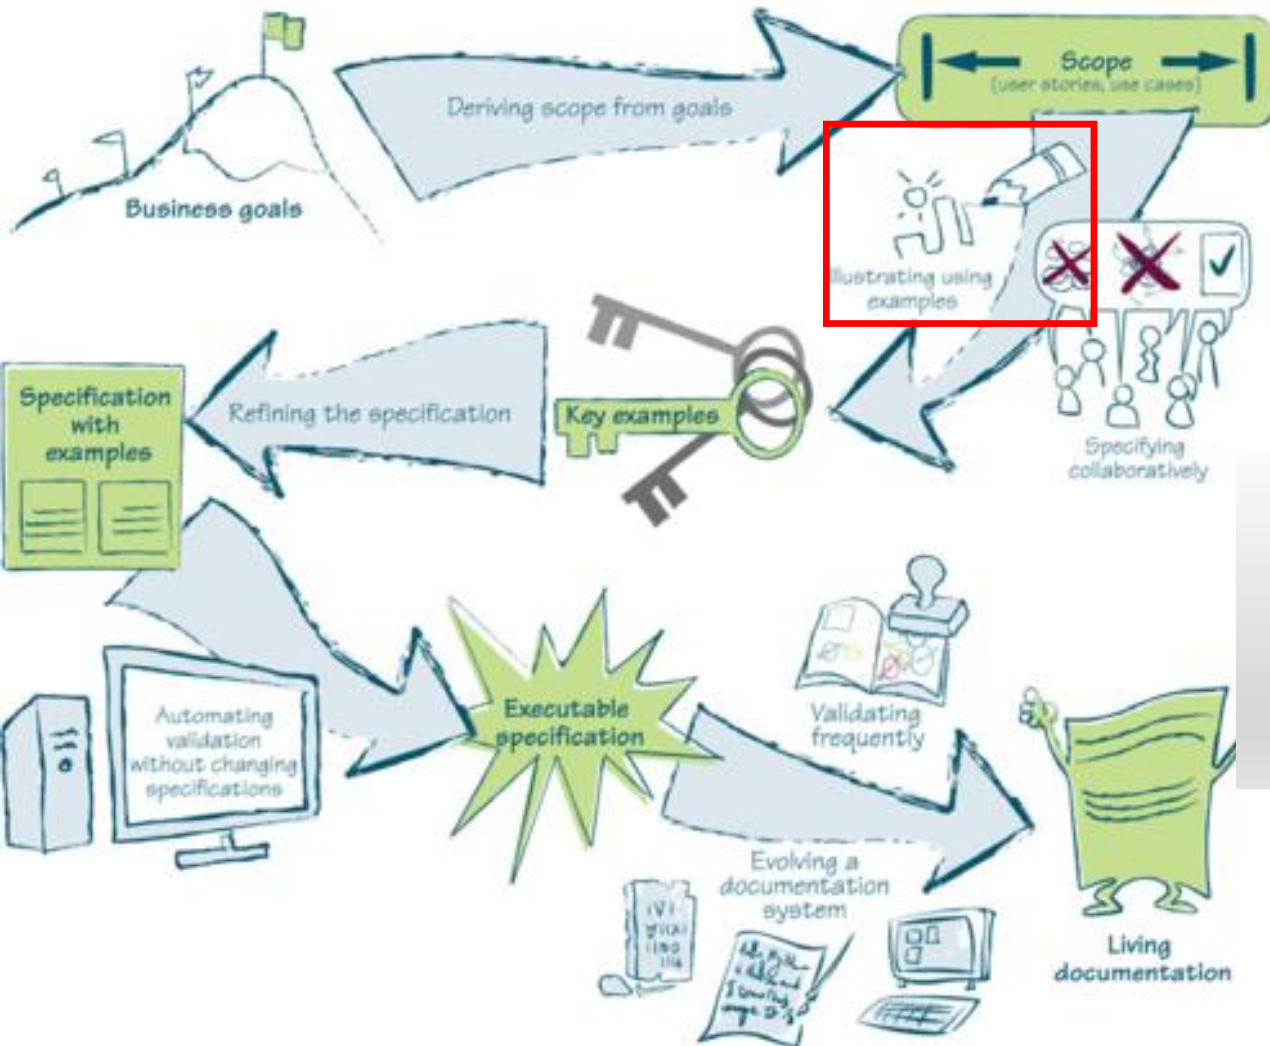 Deriving scope from goals
Scope
(user stories, use cases)
Business goals
Illustrating using
examples
Specifying
collaboratively
Key examples
Refining the specification
Specification
with
examples
Automating
validation
without changing
specifications
Executable
specification
Validating
frequently
Evolving a
documentation
system
Living
documentation